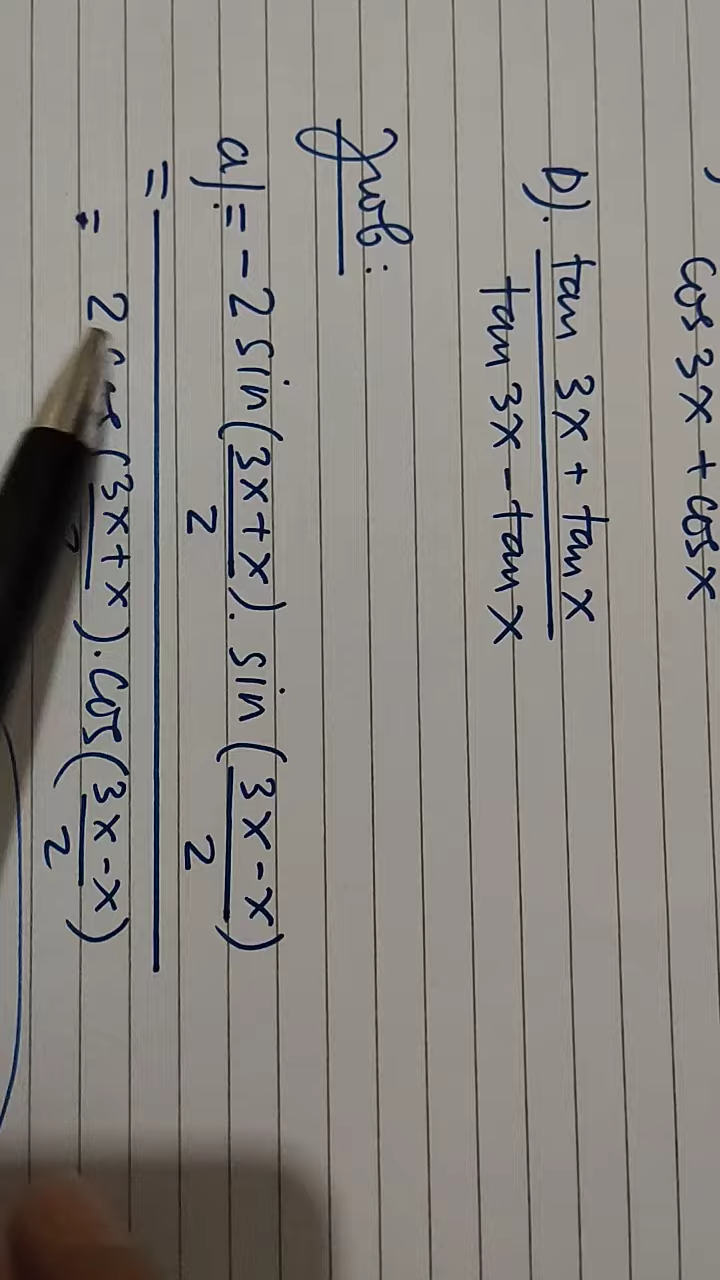 cos 3x + cos x
b). tan 3x + tan x
tan 3x - tan x
Jwb:
a). = -2 sin (3x+x). sin (3x-x)
2 2
=
= 2 (3x+x). cos (3x-x)
2